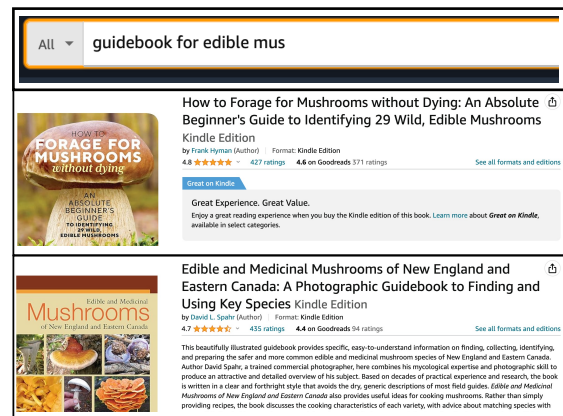 All
guidebook for edible mus
HOW TO
FORAGE FOR
MUSHROOMS
without dying
AN
ABSOLUTE
BEGINNER'S
GUIDE
TO IDENTIFYING
29 WILD,
EDIBLE MUSHROOMS
How to Forage for Mushrooms without Dying: An Absolute
Beginner's Guide to Identifying 29 Wild, Edible Mushrooms
Kindle Edition
by Frank Hyman (Author) | Format: Kindle Edition
4.8 427 ratings 4.6 on Goodreads 371 ratings See all formats and editions
Great on Kindle
Great Experience. Great Value.
Enjoy a great reading experience when you buy the Kindle edition of this book. Learn more about Great on Kindle,
available in select categories.
Edible and Medicinal
Mushrooms
of New England and Eastern Canada
Edible and Medicinal Mushrooms of New England and
Eastern Canada: A Photographic Guidebook to Finding and
Using Key Species Kindle Edition
by David L. Spahr (Author) | Format: Kindle Edition
4.7 435 ratings 4.4 on Goodreads 94 ratings See all formats and editions
This beautifully illustrated guidebook provides specific, easy-to-understand information on finding, collecting, identifying,
and preparing the safer and more common edible and medicinal mushroom species of New England and Eastern Canada.
Author David Spahr, a trained commercial photographer, here combines his mycological expertise and photographic skill to
produce an attractive and detailed overview of his subject. Based on decades of practical experience and research, the book
is written in a clear and forthright style that avoids the dry, generic descriptions of most field guides. Edible and Medicinal
Mushrooms of New England and Eastern Canada also provides useful ideas for cooking mushrooms. Rather than simply
providing recipes, the book discusses the cooking characteristics of each variety, with advice about matching species with